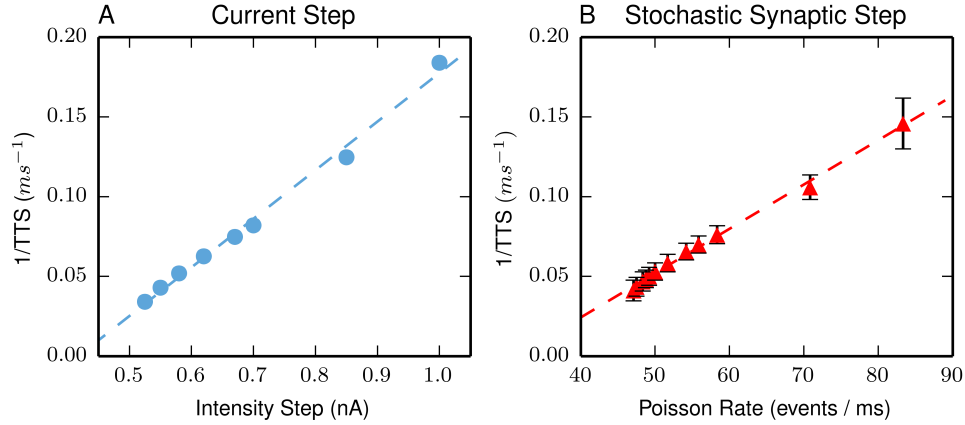 A Current Step
0.20
0.15
0.10
0.05
0.00
1/TTS (ms⁻¹)
0.5 0.6 0.7 0.8 0.9 1.0
Intensity Step (nA)
B Stochastic Synaptic Step
0.20
0.15
0.10
0.05
0.00
1/TTS (ms⁻¹)
40 50 60 70 80 90
Poisson Rate (events / ms)